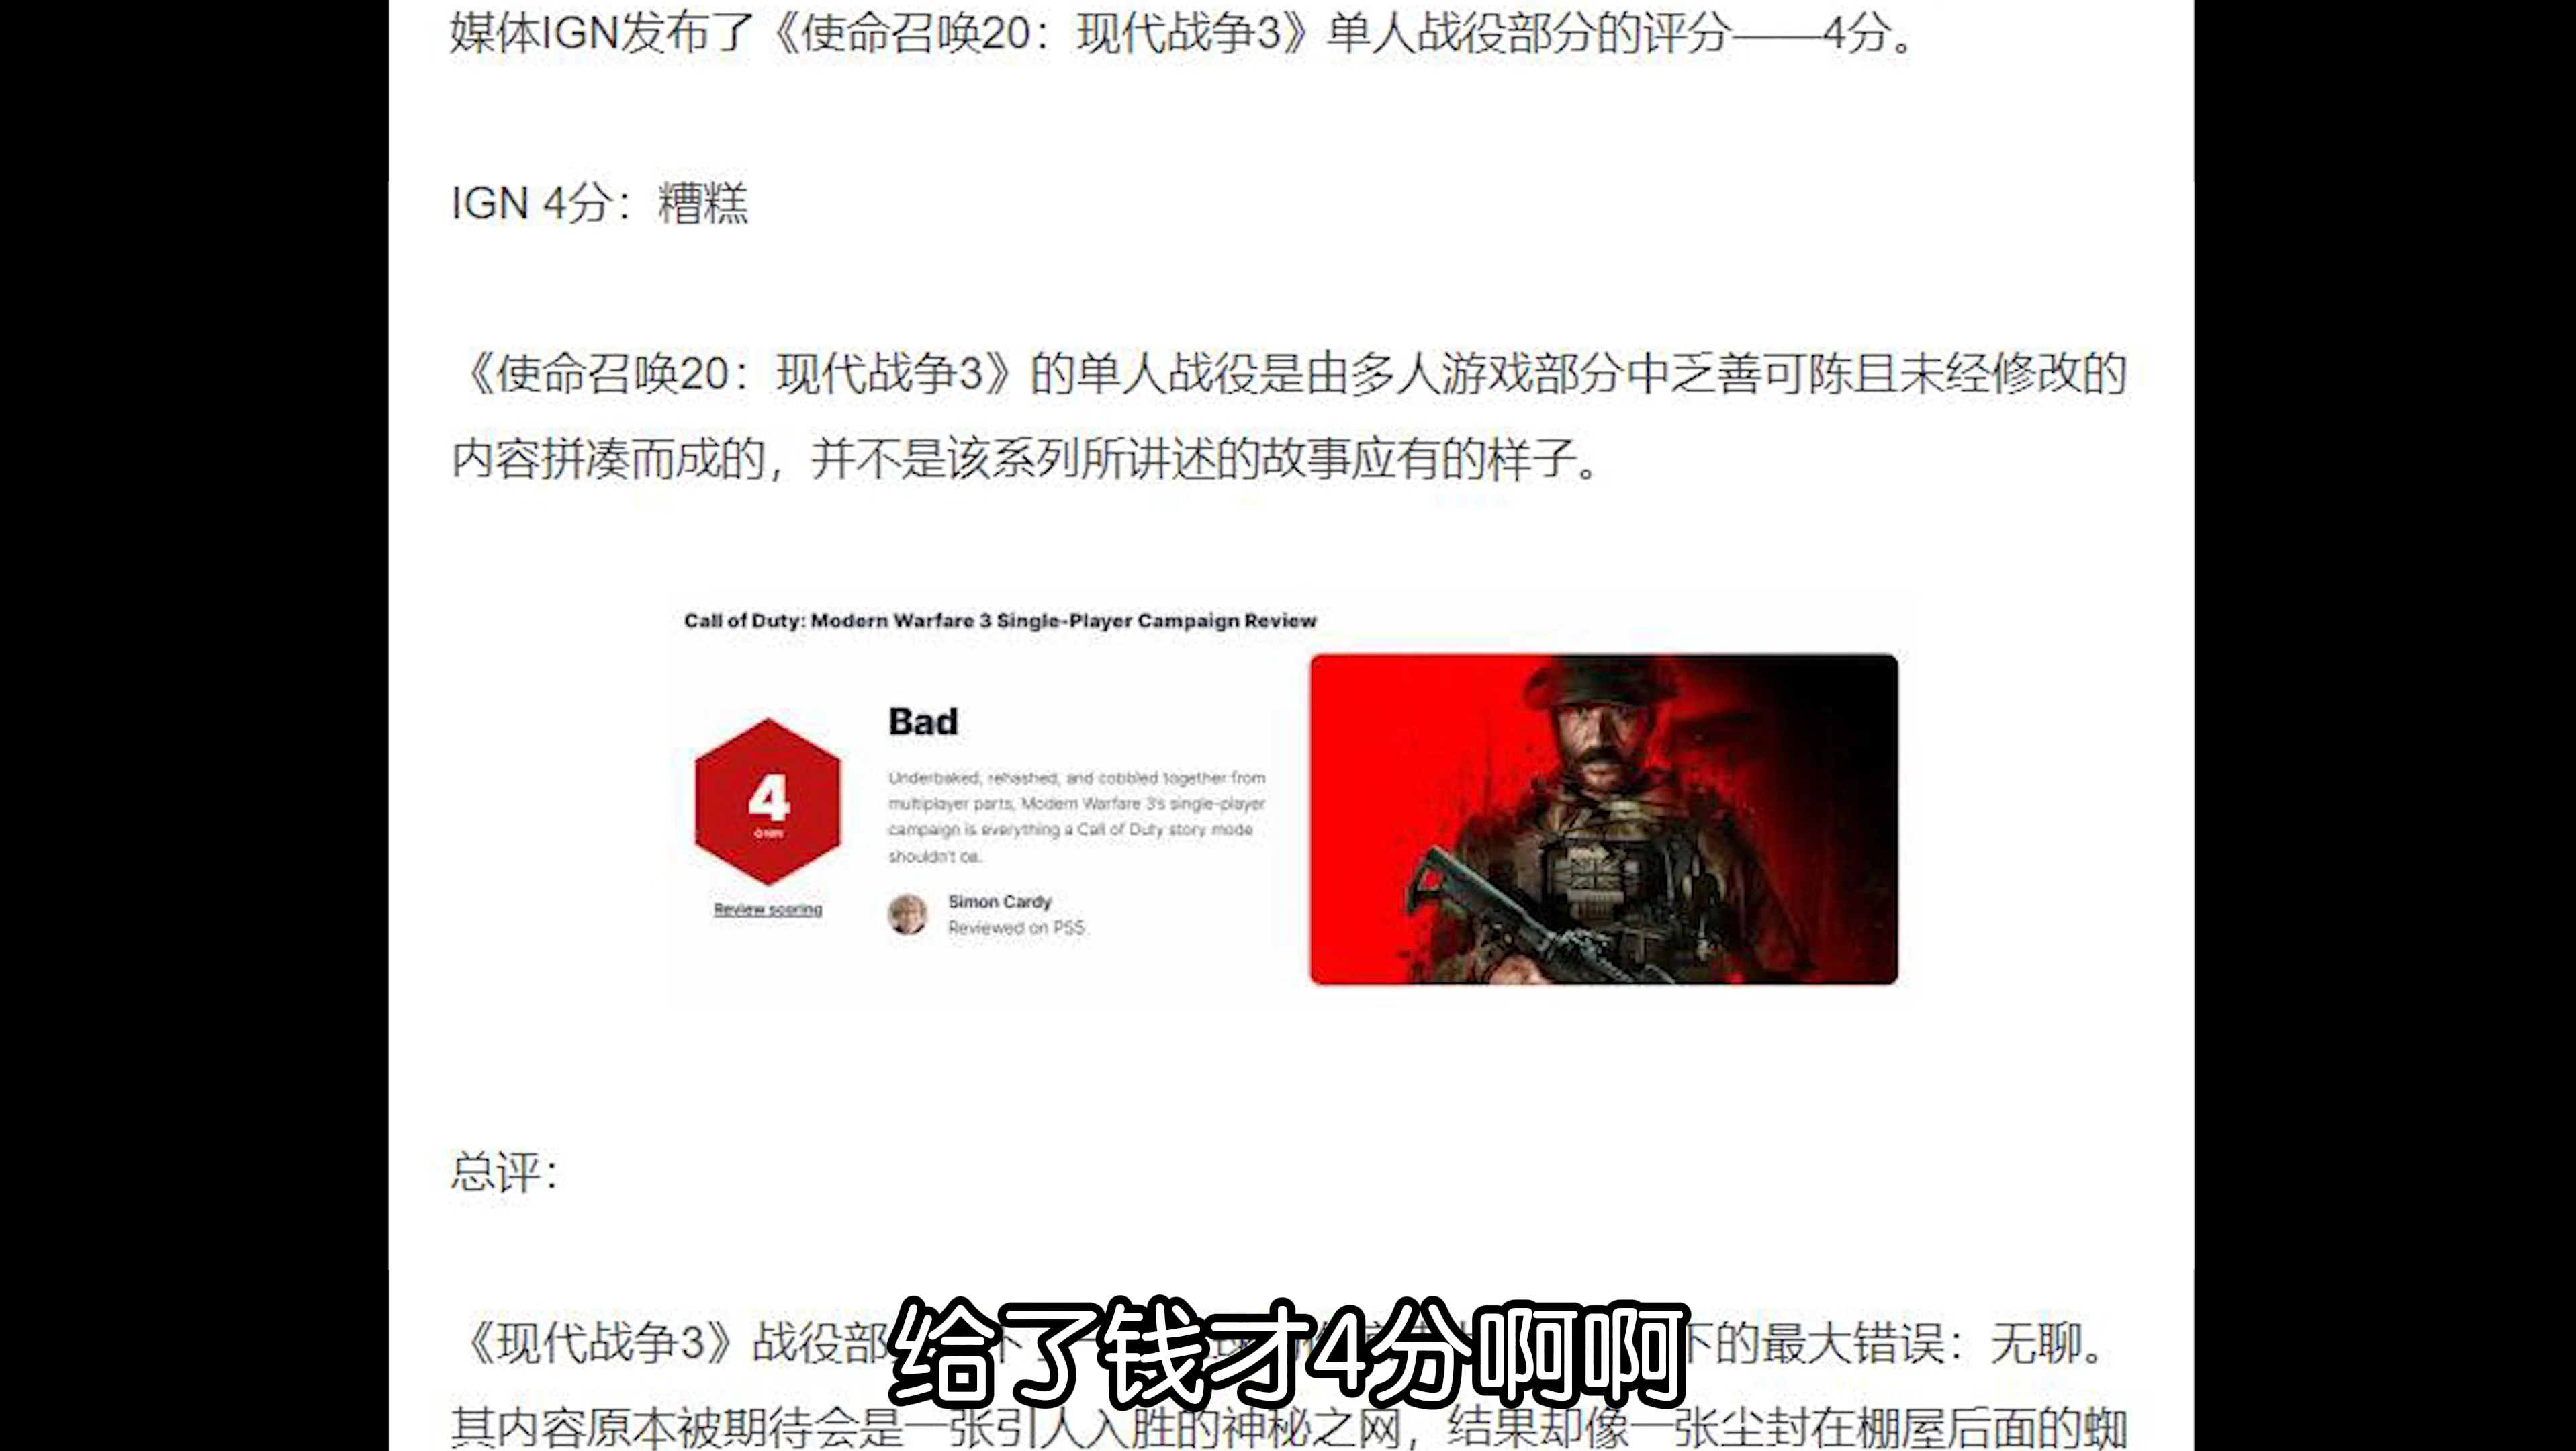 媒体IGN发布了《使命召唤20：现代战争3》单人战役部分的评分——4分。
IGN 4分：糟糕
《使命召唤20：现代战争3》的单人战役是由多人游戏部分中乏善可陈且未经修改的
内容拼凑而成的，并不是该系列所讲述的故事应有的样子。
Call of Duty: Modern Warfare 3 Single-Player Campaign Review
4
Review scoring
Bad
Underbaked, rehashed, and cobbled together from
multiplayer parts, Modern Warfare 3's single-player
campaign is everything a Call of Duty story mode
shouldn't be.
Simon Cardy
Reviewed on PS5
总评：
《现代战争3》战役部 下的最大错误：无聊。
给了钱才4分啊啊
其内容原本被期待会是一张引人入胜的神秘之网，结果却像一张尘封在棚屋后面的蜘